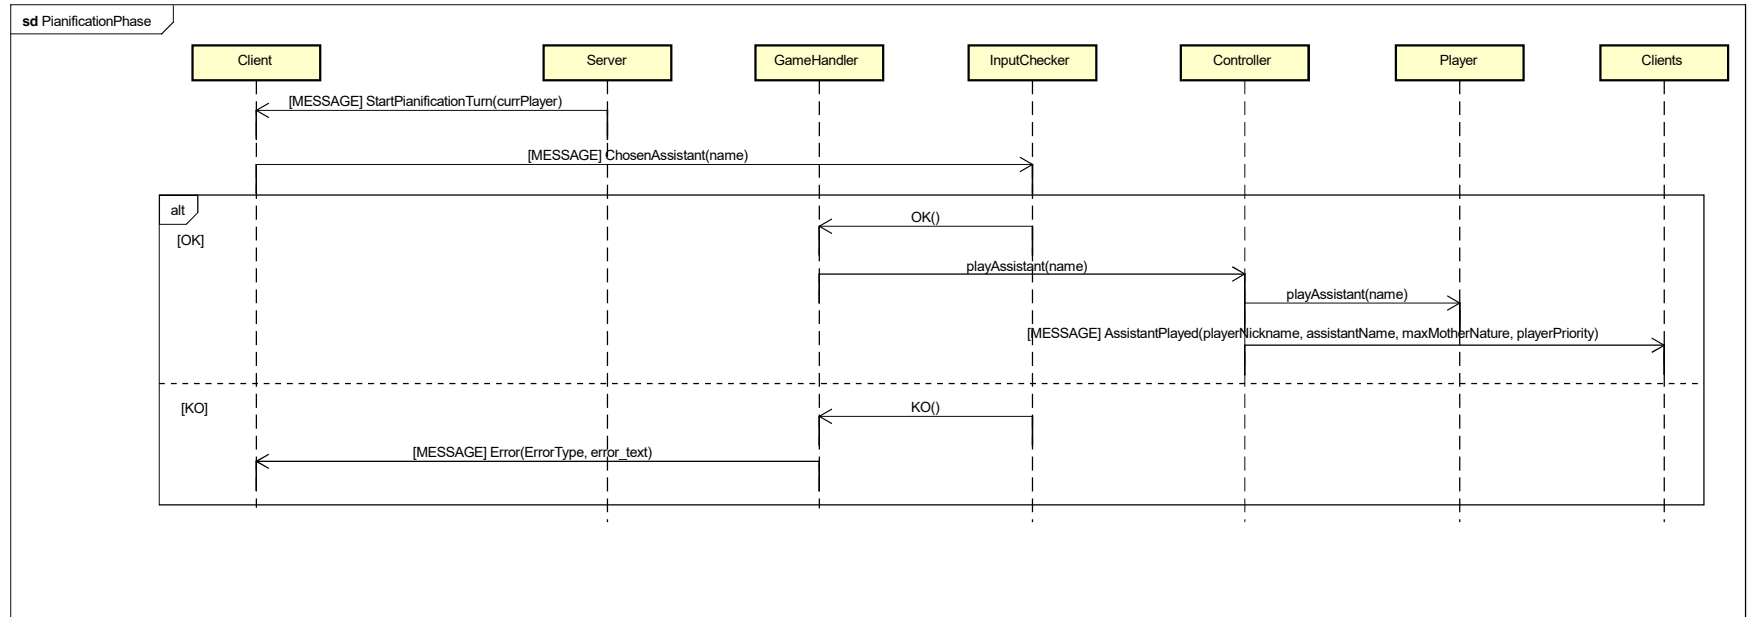 sd PianificationPhase
Client
Server
GameHandler
InputChecker
Controller
Player
Clients
[MESSAGE] StartPianificationTurn(currPlayer)
[MESSAGE] ChosenAssistant(name)
alt
[OK]
OK()
playAssistant(name)
playAssistant(name)
[MESSAGE] AssistantPlayed(playerNickname, assistantName, maxMotherNature, playerPriority)
[KO]
KO()
[MESSAGE] Error(ErrorType, error_text)